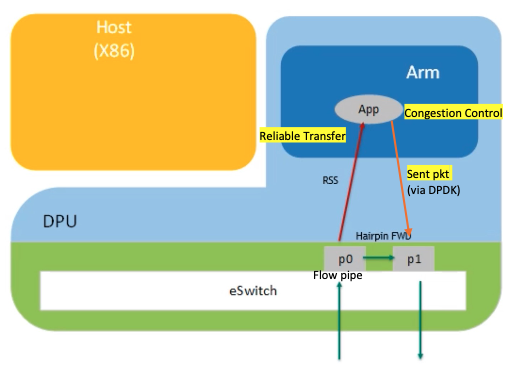 Host
(X86)
Arm
App
Congestion Control
Reliable Transfer
RSS
Sent pkt
(via DPDK)
DPU
Hairpin FWD
p0
p1
Flow pipe
eSwitch